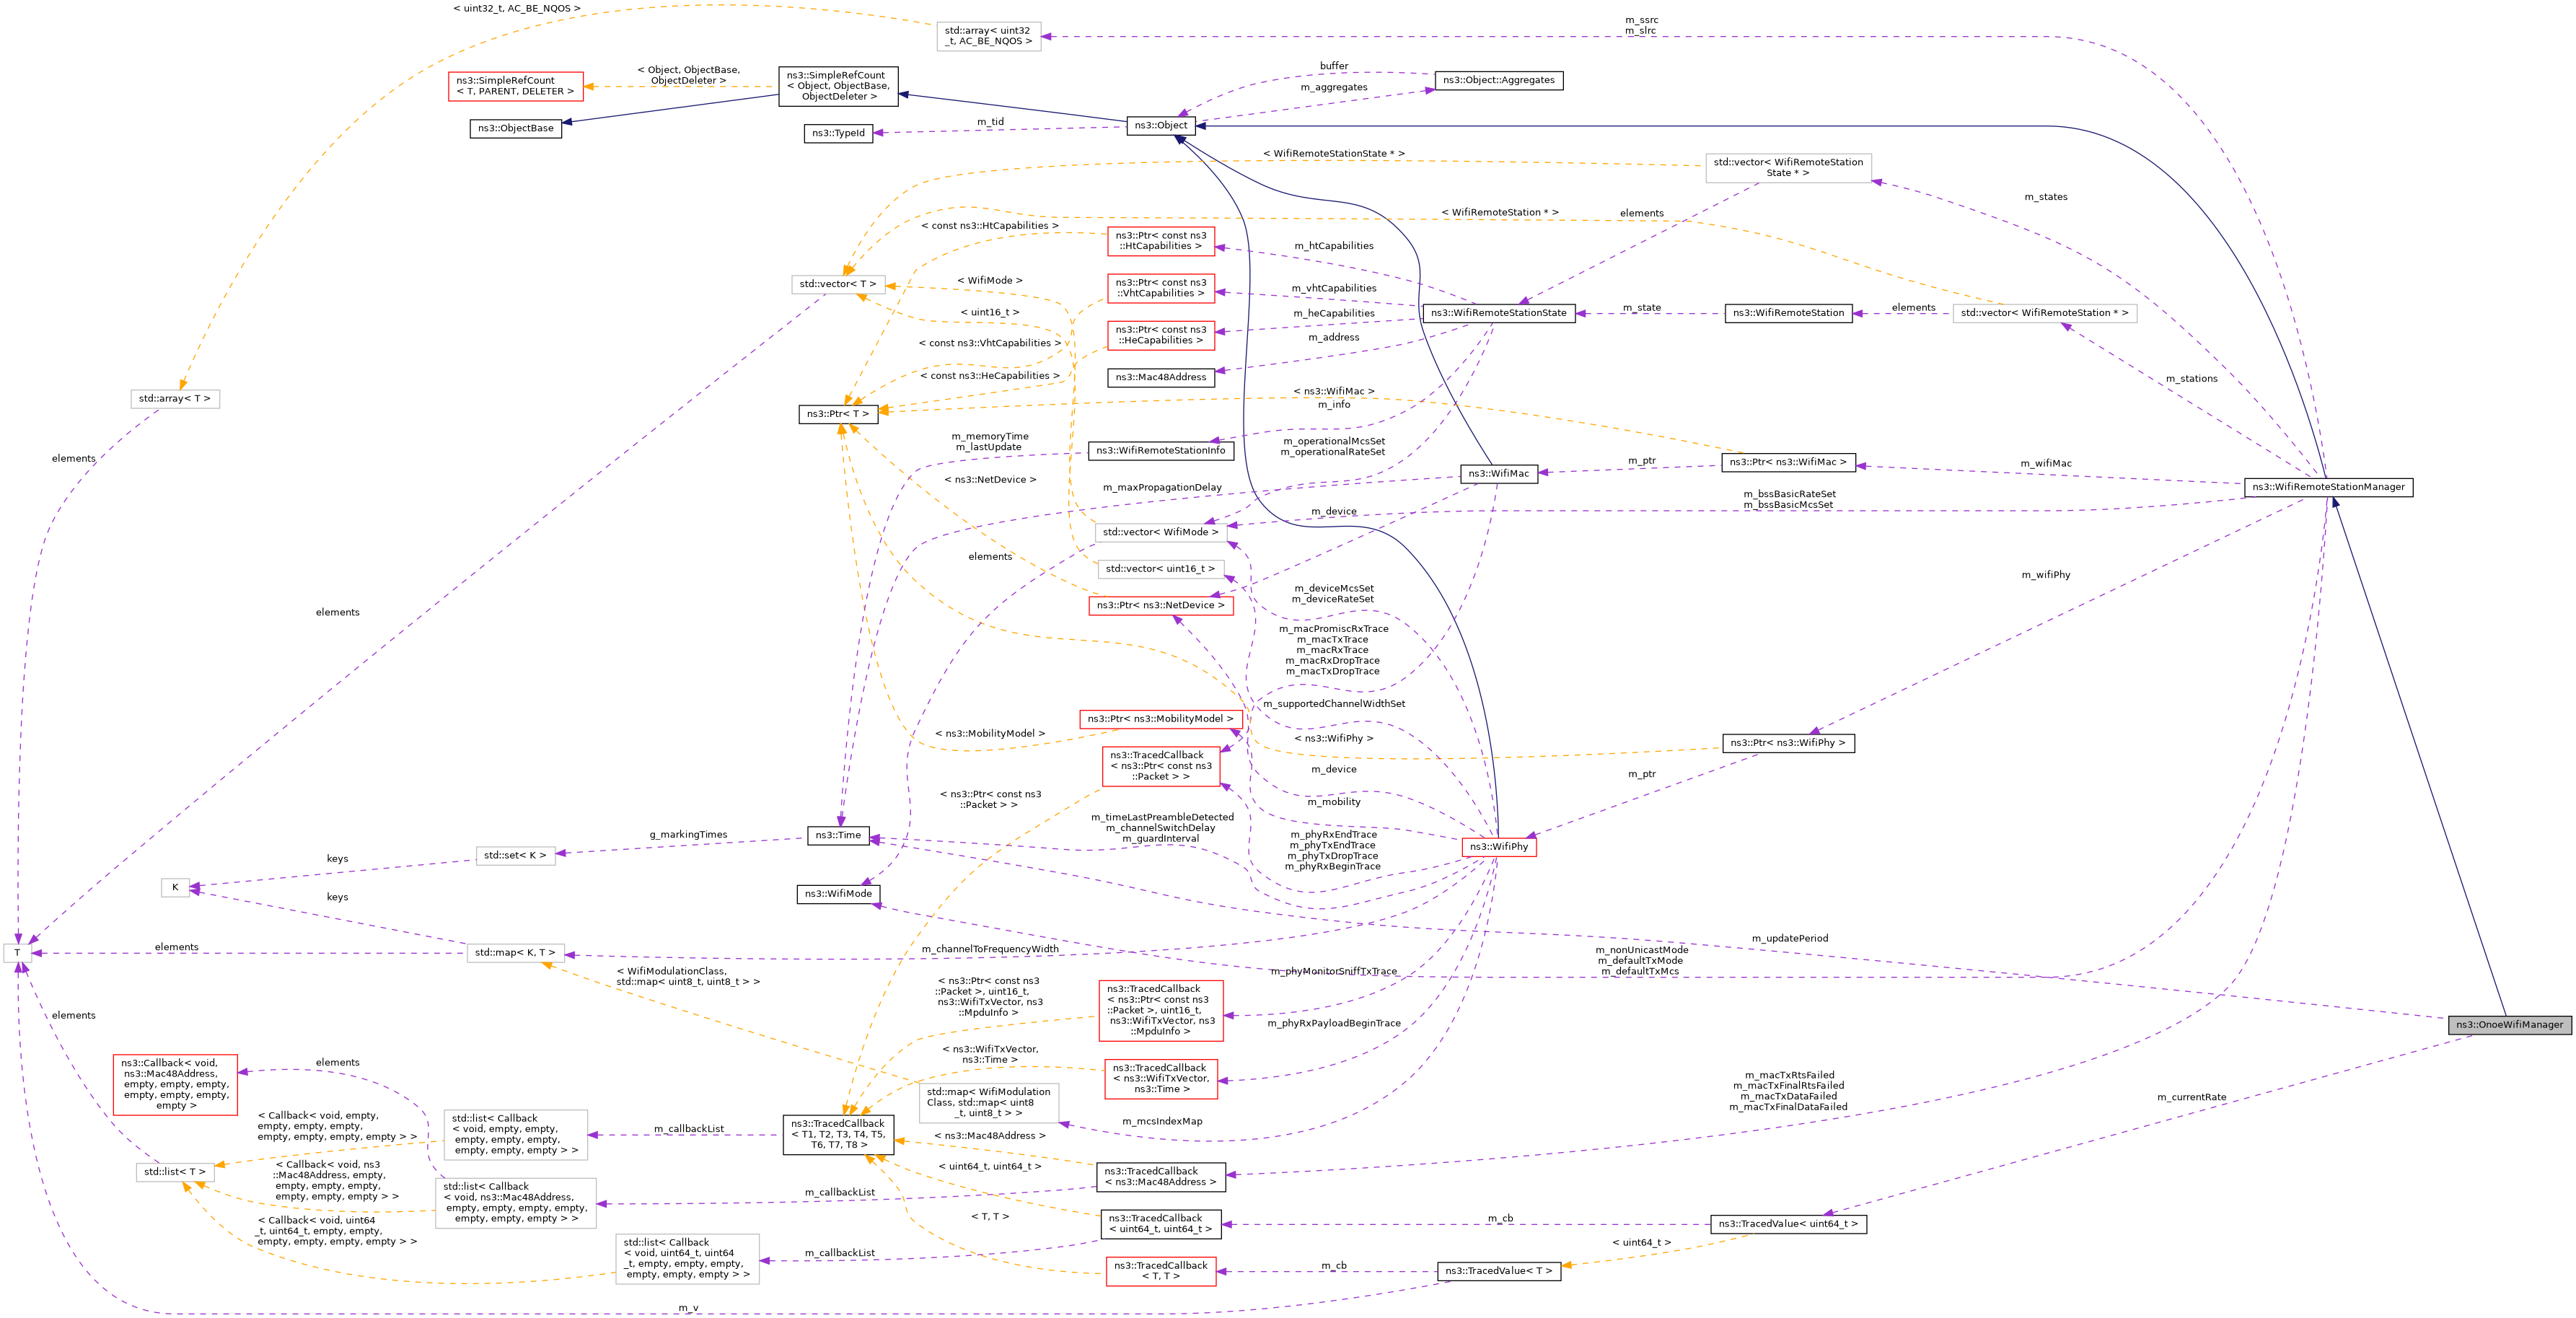 < uint32_t, AC_BE_NQOS >
std::array< uint32
_t, AC_BE_NQOS >
m_ssrc
m_slrc
ns3::SimpleRefCount
< T, PARENT, DELETER >
< Object, ObjectBase,
ObjectDeleter >
ns3::SimpleRefCount
< Object, ObjectBase,
ObjectDeleter >
buffer
m_aggregates
ns3::Object::Aggregates
ns3::ObjectBase
ns3::TypeId
m_tid
ns3::Object
< WifiRemoteStationState * >
std::vector< WifiRemoteStation
State * >
m_states
< WifiRemoteStation * >
elements
< const ns3::HtCapabilities >
ns3::Ptr< const ns3
::HtCapabilities >
m_htCapabilities
std::vector< T >
< WifiMode >
ns3::Ptr< const ns3
::VhtCapabilities >
m_vhtCapabilities
< uint16_t >
m_heCapabilities
ns3::WifiRemoteStationState
m_state
ns3::WifiRemoteStation
elements
std::vector< WifiRemoteStation * >
ns3::Ptr< const ns3
::HeCapabilities >
< const ns3::VhtCapabilities >
m_address
< const ns3::HeCapabilities >
ns3::Mac48Address
m_stations
std::array< T >
ns3::Ptr< T >
< ns3::WifiMac >
m_info
m_memoryTime
m_lastUpdate
ns3::WifiRemoteStationInfo
m_operationalMcsSet
m_operationalRateSet
elements
ns3::WifiMac
m_ptr
ns3::Ptr< ns3::WifiMac >
m_wifiMac
< ns3::NetDevice >
m_maxPropagationDelay
ns3::WifiRemoteStationManager
m_device
m_bssBasicRateSet
m_bssBasicMcsSet
std::vector< WifiMode >
elements
std::vector< uint16_t >
m_wifiPhy
ns3::Ptr< ns3::NetDevice >
m_deviceMcsSet
m_deviceRateSet
elements
m_macPromiscRxTrace
m_macTxTrace
m_macRxTrace
m_macRxDropTrace
m_macTxDropTrace
m_supportedChannelWidthSet
ns3::Ptr< ns3::MobilityModel >
< ns3::MobilityModel >
< ns3::WifiPhy >
ns3::Ptr< ns3::WifiPhy >
ns3::TracedCallback
< ns3::Ptr< const ns3
::Packet > >
m_device
m_ptr
< ns3::Ptr< const ns3
::Packet > >
m_mobility
m_timeLastPreambleDetected
m_channelSwitchDelay
m_guardInterval
g_markingTimes
ns3::Time
m_phyRxEndTrace
m_phyTxEndTrace
m_phyTxDropTrace
m_phyRxBeginTrace
ns3::WifiPhy
std::set< K >
keys
K
ns3::WifiMode
keys
m_updatePeriod
T
elements
std::map< K, T >
m_channelToFrequencyWidth
m_nonUnicastMode
m_defaultTxMode
m_defaultTxMcs
< WifiModulationClass,
std::map< uint8_t, uint8_t > >
m_phyMonitorSniffTxTrace
< ns3::Ptr< const ns3
::Packet >, uint16_t,
ns3::WifiTxVector, ns3
::MpduInfo >
ns3::TracedCallback
< ns3::Ptr< const ns3
::Packet >, uint16_t,
ns3::WifiTxVector, ns3
::MpduInfo >
elements
m_phyRxPayloadBeginTrace
ns3::OnoeWifiManager
< ns3::WifiTxVector,
ns3::Time >
ns3::TracedCallback
< ns3::WifiTxVector,
ns3::Time >
ns3::Callback< void,
ns3::Mac48Address,
empty, empty, empty,
empty, empty, empty,
empty >
elements
m_macTxRtsFailed
m_macTxFinalRtsFailed
m_macTxDataFailed
m_macTxFinalDataFailed
m_currentRate
std::map< WifiModulation
Class, std::map< uint8
_t, uint8_t > >
m_mcsIndexMap
< Callback< void, empty,
empty, empty, empty,
empty, empty, empty, empty > >
std::list< Callback
< void, empty, empty,
empty, empty, empty,
empty, empty, empty > >
m_callbackList
ns3::TracedCallback
< T1, T2, T3, T4, T5,
T6, T7, T8 >
< ns3::Mac48Address >
std::list< T >
< Callback< void, ns3
::Mac48Address, empty,
empty, empty, empty,
empty, empty, empty > >
< uint64_t, uint64_t >
ns3::TracedCallback
< ns3::Mac48Address >
std::list< Callback
< void, ns3::Mac48Address,
empty, empty, empty, empty,
empty, empty, empty > >
m_callbackList
< Callback< void, uint64
_t, uint64_t, empty, empty,
empty, empty, empty, empty > >
< T, T >
ns3::TracedCallback
< uint64_t, uint64_t >
m_cb
ns3::TracedValue< uint64_t >
std::list< Callback
< void, uint64_t, uint64
_t, empty, empty, empty,
empty, empty, empty > >
m_callbackList
< uint64_t >
ns3::TracedCallback
< T, T >
m_cb
ns3::TracedValue< T >
m_v